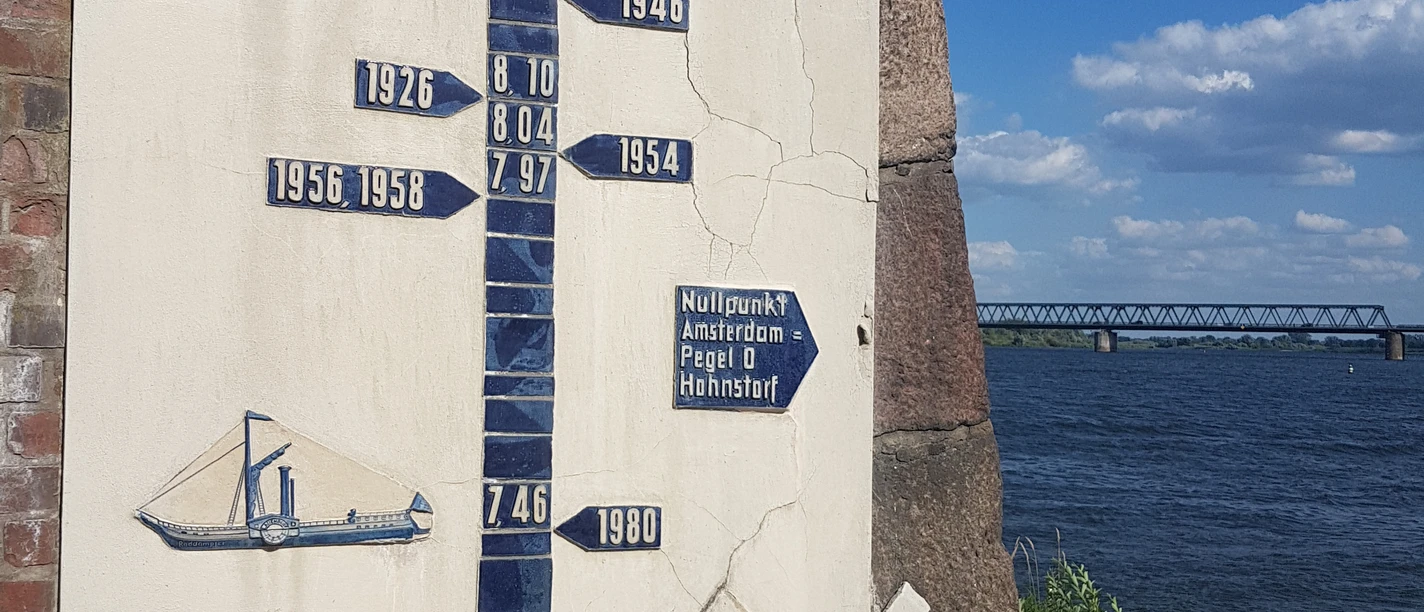 1946
1926
8,10
8,04
1954
7,97
1956, 1958
Nullpunkt
Amsterdam =
Pegel 0
Hohnstorf
7,46
1980
Raddampfer